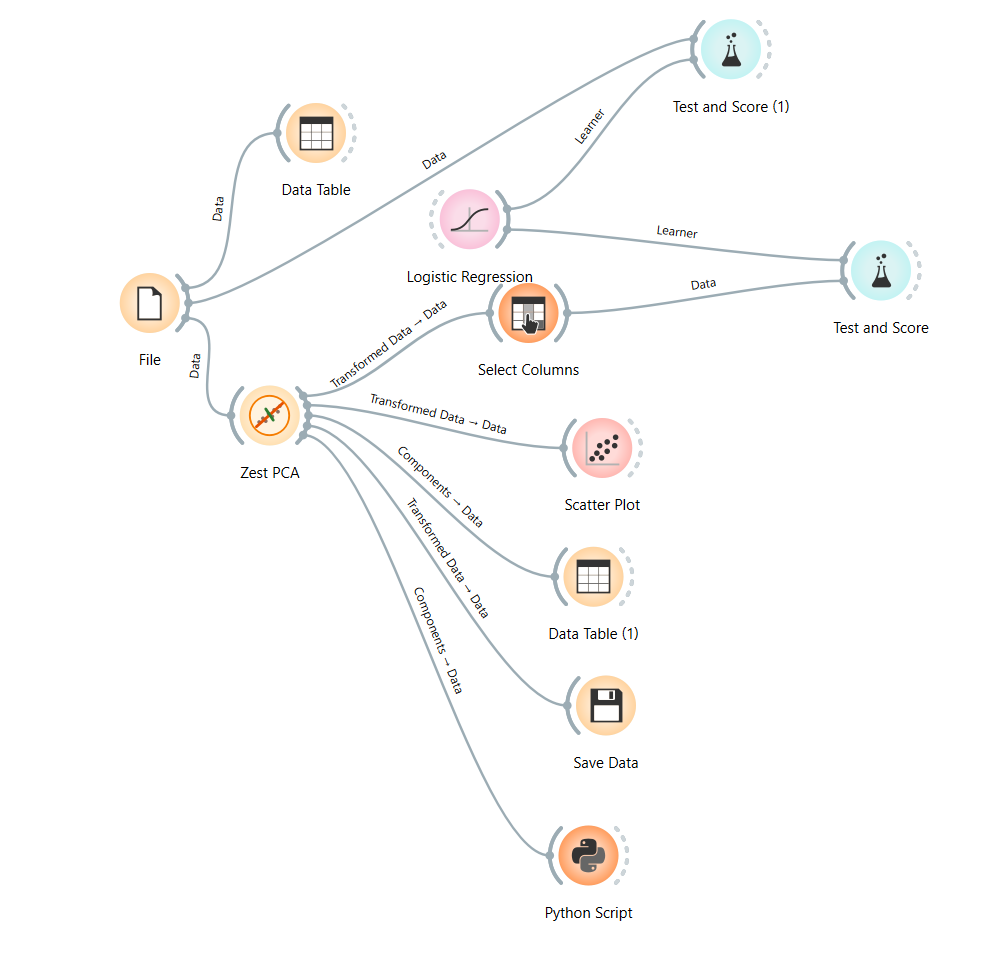 Test and Score (1)
Data
Learner
Data Table
Data
Logistic Regression
Learner
Data
Test and Score
File
Data
Transformed Data → Data
Select Columns
Transformed Data → Data
Zest PCA
Components → Data
Scatter Plot
Transformed Data → Data
Data Table (1)
Components → Data
Save Data
Python Script